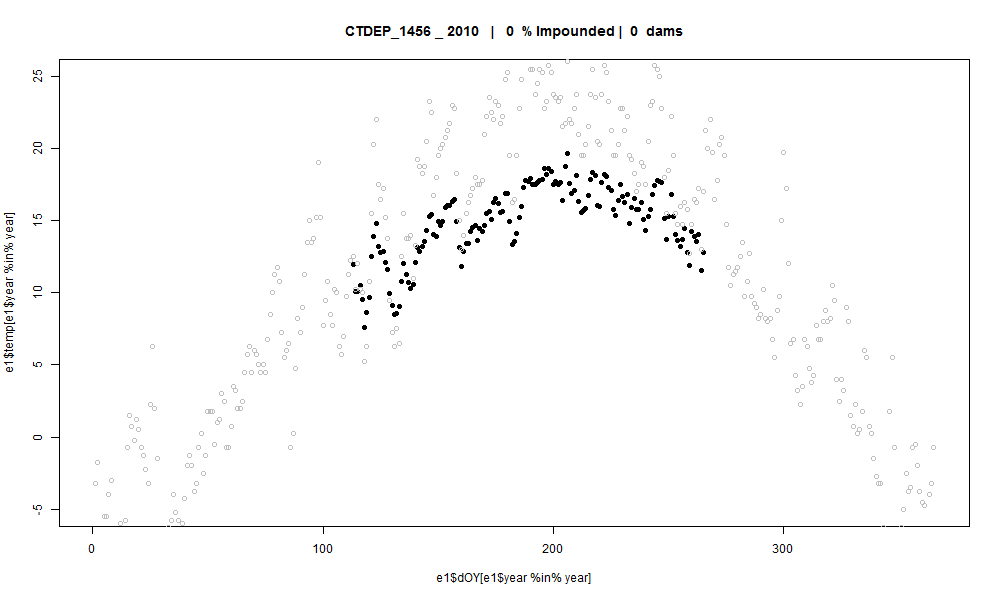 CTDEP_1456 _ 2010 | 0 % Impounded | 0 dams
e1$temp[e1$year %in% year]
25
20
15
10
5
0
-5
0 100 200 300
e1$dOY[e1$year %in% year]